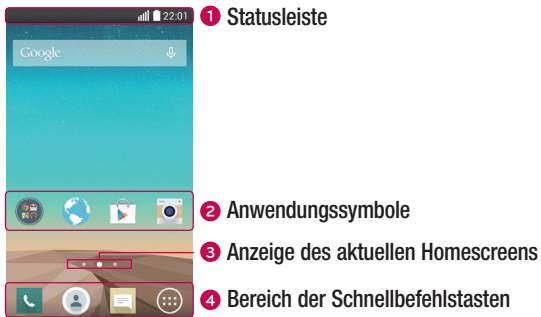 22:01
1 Statusleiste
Google
2 Anwendungssymbole
3 Anzeige des aktuellen Homescreens
4 Bereich der Schnellbefehlstasten